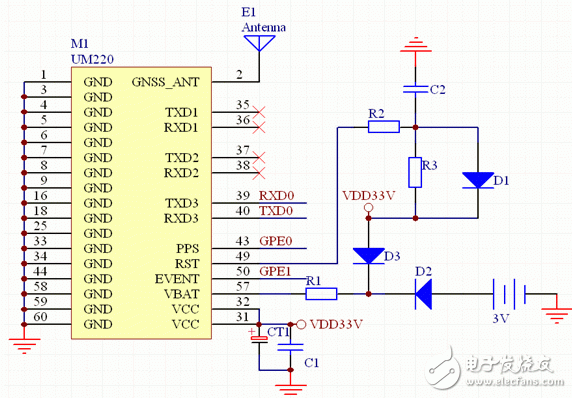 E1
Antenna
M1
UM220
1 GND GNSS_ANT 2
3 GND
4 GND TXD1 35
5 GND RXD1 36
6 GND
7 GND TXD2 37
8 GND RXD2 38
9 GND
16 GND TXD3 39 RXD0
18 GND RXD3 40 TXD0
25 GND
33 GND PPS 43 GPE0
34 GND RST 49
44 GND EVENT 50 GPE1
58 GND VBAT 57
59 GND VCC 32
60 GND VCC 31
C2
R2
R3
D1
VDD33V
D3
D2
R1
3V
VDD33V
+
CT1
C1
电子发烧友
www.elecfans.com